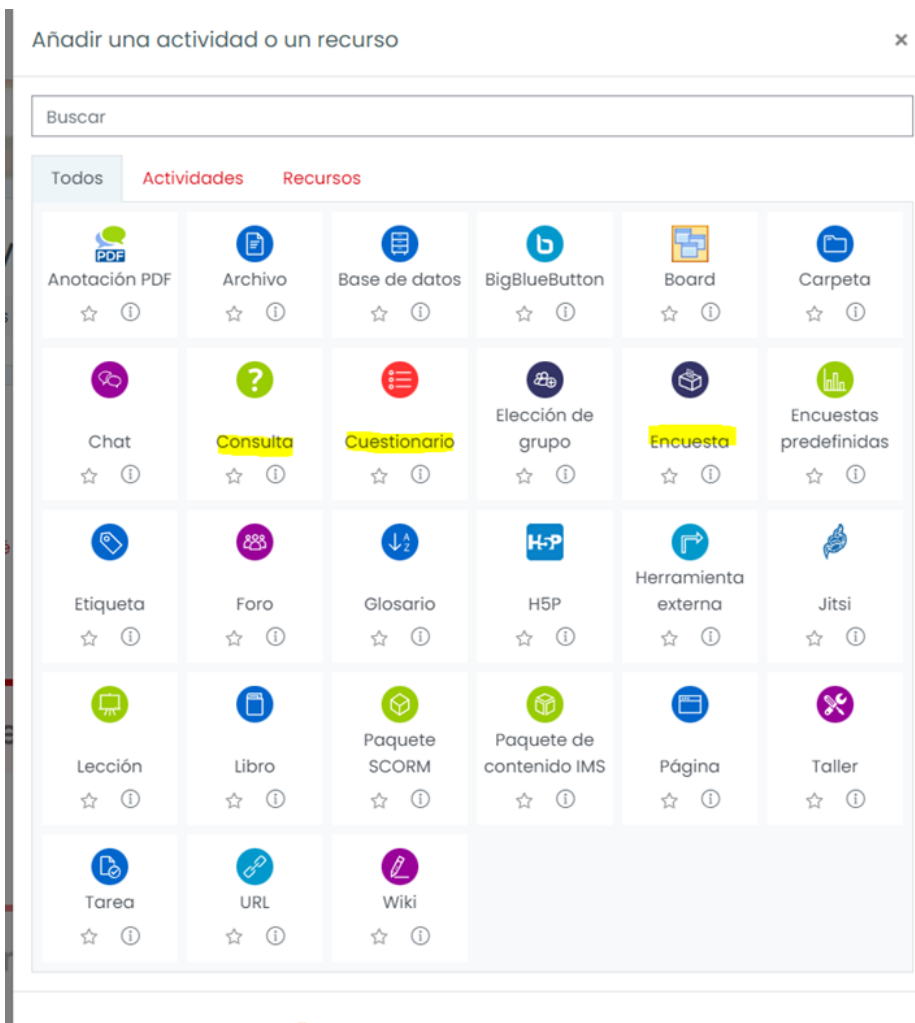 Añadir una actividad o un recurso
×
Buscar
Todos Actividades Recursos
PDF
Anotación PDF Archivo Base de datos BigBlueButton Board Carpeta
Chat Consulta Cuestionario Elección de grupo Encuesta Encuestas predefinidas
A Z
H5P
Etiqueta Foro Glosario H5P Herramienta externa Jitsi
Lección Libro Paquete SCORM Paquete de contenido IMS Página Taller
Tarea URL Wiki